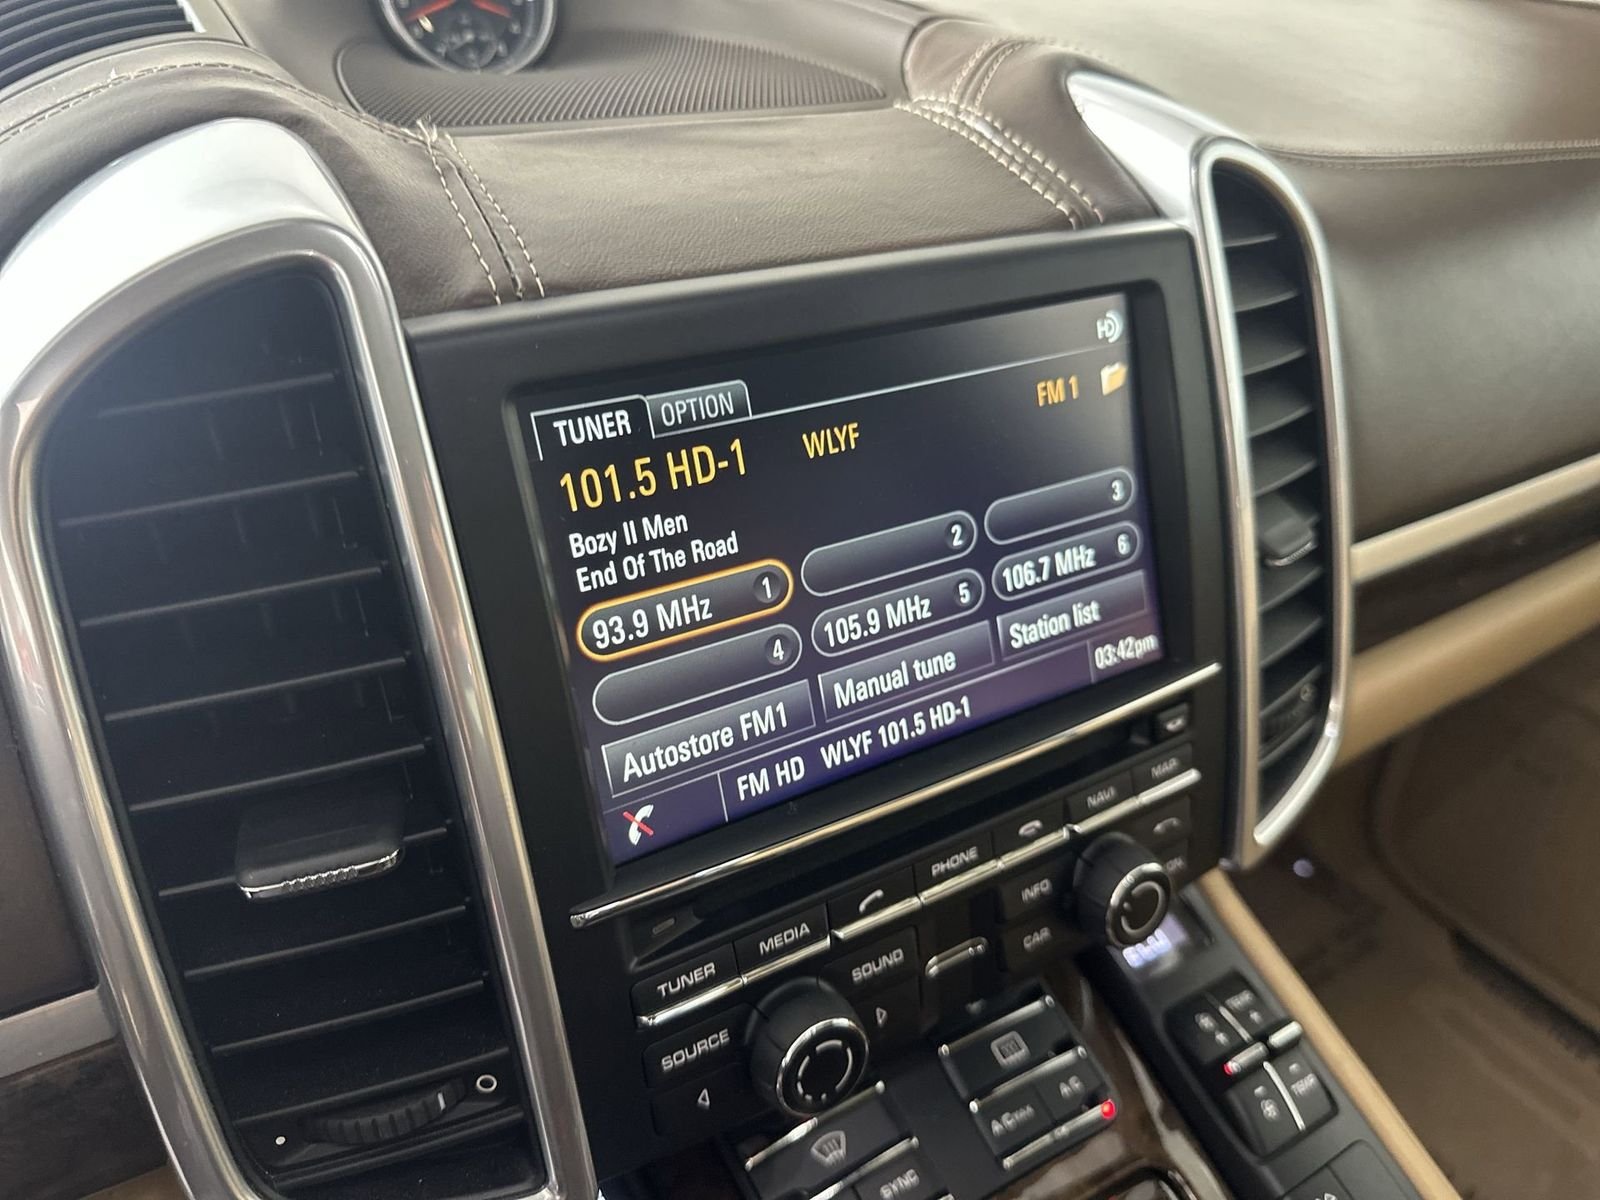 HD
FM 1
TUNER OPTION
101.5 HD-1 WLYF
Bozy II Men
End Of The Road
93.9 MHz 1
2
3
4
105.9 MHz 5
106.7 MHz 6
Autostore FM1
Manual tune
Station list
FM HD WLYF 101.5 HD-1
03:42pm
TUNER
MEDIA
PHONE
NAVI
MAP
SOURCE
SOUND
INFO
CAR
AC
SYNC
TEMP
TEMP